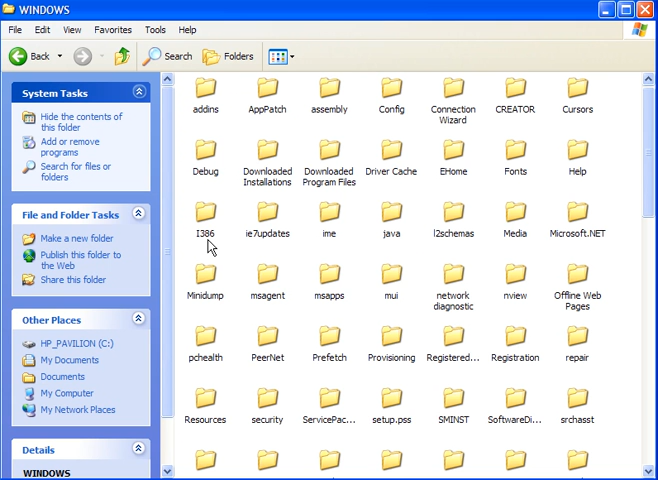 WINDOWS
File Edit View Favorites Tools Help
Back Search Folders
System Tasks
Hide the contents of
this folder
Add or remove
programs
Search for files or
folders
File and Folder Tasks
Make a new folder
Publish this folder to
the Web
Share this folder
Other Places
HP_PAVILION (C:)
My Documents
Documents
My Computer
My Network Places
Details
WINDOWS
addins AppPatch assembly Config Connection Wizard CREATOR Cursors
Debug Downloaded Installations Downloaded Program Files Driver Cache EHome Fonts Help
I386 ie7updates ime java l2schemas Media Microsoft.NET
Minidump msagent msapps mui network diagnostic nview Offline Web Pages
pchealth PeerNet Prefetch Provisioning Registered... Registration repair
Resources security ServicePac... setup.pss SMINST SoftwareDi... srchasst